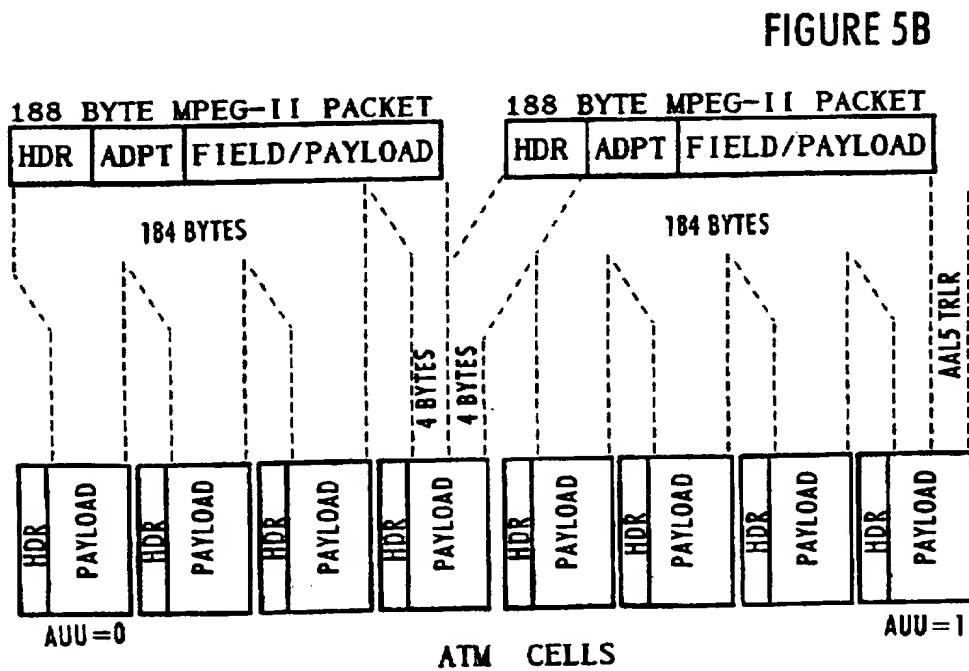 FIGURE 5B
188 BYTE MPEG-II PACKET 188 BYTE MPEG-II PACKET
HDR ADPT FIELD/PAYLOAD HDR ADPT FIELD/PAYLOAD
184 BYTES 184 BYTES
4 BYTES 4 BYTES AAL5 TRLR
HDR PAYLOAD HDR PAYLOAD HDR PAYLOAD HDR PAYLOAD HDR PAYLOAD HDR PAYLOAD HDR PAYLOAD HDR PAYLOAD
AUU=0 AUU=1
ATM CELLS